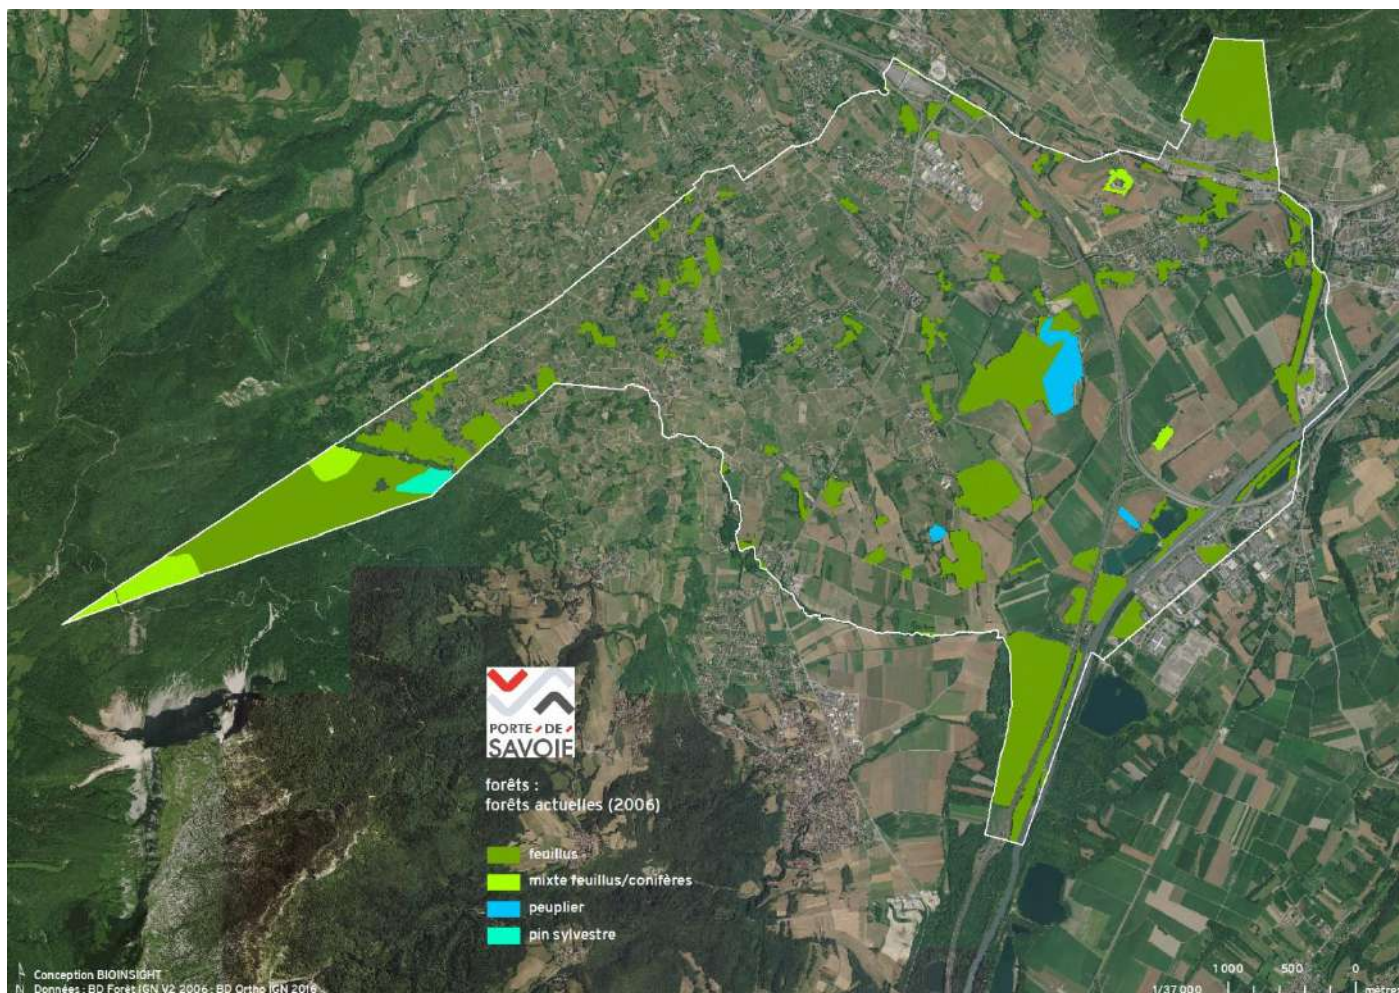 PORTE - DE -
SAVOIE
forêts :
forêts actuelles (2006)
feuillus
mixte feuillus/conifères
peuplier
pin sylvestre
Conception BIOINSIGHT
N Données : BD Forêt IGN V2 2006 ; BD Ortho IGN 2016
1 000 500 0
1/37 000 mètre